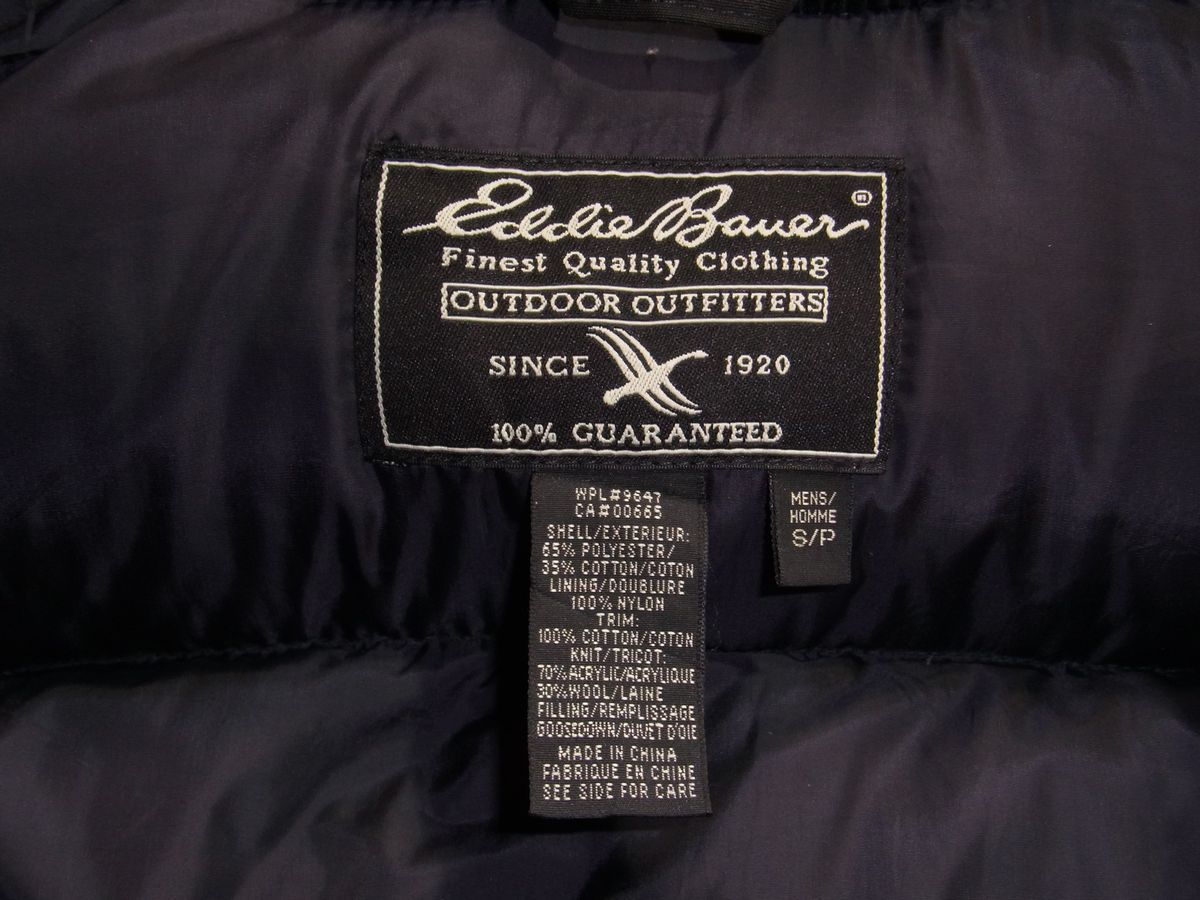 Eddie Bauer®
Finest Quality Clothing
OUTDOOR OUTFITTERS
SINCE 1920
100% GUARANTEED
WPL#9647
CA#00665
SHELL/EXTERIEUR:
65% POLYESTER/
35% COTTON/COTON
LINING/DOUBLURE
100% NYLON
TRIM:
100% COTTON/COTON
KNIT/TRICOT:
70%ACRYLIC/ACRYLIQUE
30%WOOL/LAINE
FILLING/REMPLISSAGE
GOOSEDOWN/DUVET D'OIE
MADE IN CHINA
FABRIQUE EN CHINE
SEE SIDE FOR CARE
MENS/
HOMME
S/P